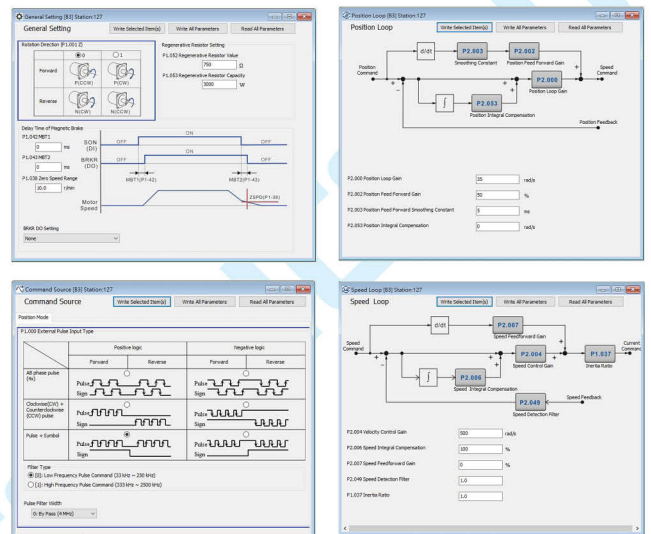 General Setting [B3] Station:127
General Setting
Write Selected Item(s)
Write All Parameters
Read All Parameters
Rotation Direction (P1.001 Z)
0
1
Forward
P(CCW)
P(CW)
Reverse
N(CW)
N(CCW)
Regenerative Resistor Setting
P1.052 Regenerative Resistor Value
750 Ω
P1.053 Regenerative Resistor Capacity
3000 W
Delay Time of Magnetic Brake
P1.042 MBT1
0 ms
P1.043 MBT2
0 ms
P1.038 Zero Speed Range
10.0 r/min
SON (DI)
OFF
ON
OFF
BRKR (DO)
OFF
ON
OFF
MBT1(P1-42)
MBT2(P1-43)
ZSPD(P1-38)
Motor
Speed
BRKR DO Setting
None
Position Loop [B3] Station:127
Position Loop
Write Selected Item(s)
Write All Parameters
Read All Parameters
d/dt
P2.003
Smoothing Constant
P2.002
Position Feed Forward Gain
Position
Command
+
-
P2.000
Position Loop Gain
+
+
Speed
Command
∫
P2.053
Position Integral Compensation
Position Feedback
P2.000 Position Loop Gain
35 rad/s
P2.002 Position Feed Forward Gain
50 %
P2.003 Position Feed Forward Smoothing Constant
5 ms
P2.053 Position Integral Compensation
0 rad/s
Command Source [B3] Station:127
Command Source
Write Selected Item(s)
Write All Parameters
Read All Parameters
Position Mode
P1.000 External Pulse Input Type
Positive logic
Negative logic
Forward
Reverse
Forward
Reverse
AB phase pulse
(4x)
Pulse
Sign
Pulse
Sign
Clockwise(CW) +
Counterclockwise
(CCW) pulse
Pulse
Sign
Pulse
Sign
Pulse + Symbol
Pulse
Sign
Pulse
Sign
Filter Type
[0]: Low Frequency Pulse Command (33 kHz ~ 250 kHz)
[1]: High Frequency Pulse Command (333 kHz ~ 2500 kHz)
Pulse Filter Width
0: By Pass (4 MHz)
Speed Loop [B3] Station:127
Speed Loop
Write Selected Item(s)
Write All Parameters
Read All Parameters
d/dt
P2.007
Speed Feedforward Gain
Speed
Command
+
-
P2.004
Speed Control Gain
+
+
P1.037
Inertia Ratio
Current
Command
∫
P2.006
Speed Integral Compensation
P2.049
Speed Detection Filter
Speed Feedback
P2.004 Velocity Control Gain
500 rad/s
P2.006 Speed Integral Compensation
100 %
P2.007 Speed Feedforward Gain
0 %
P2.049 Speed Detection Filter
1.0
P1.037 Inertia Ratio
1.0